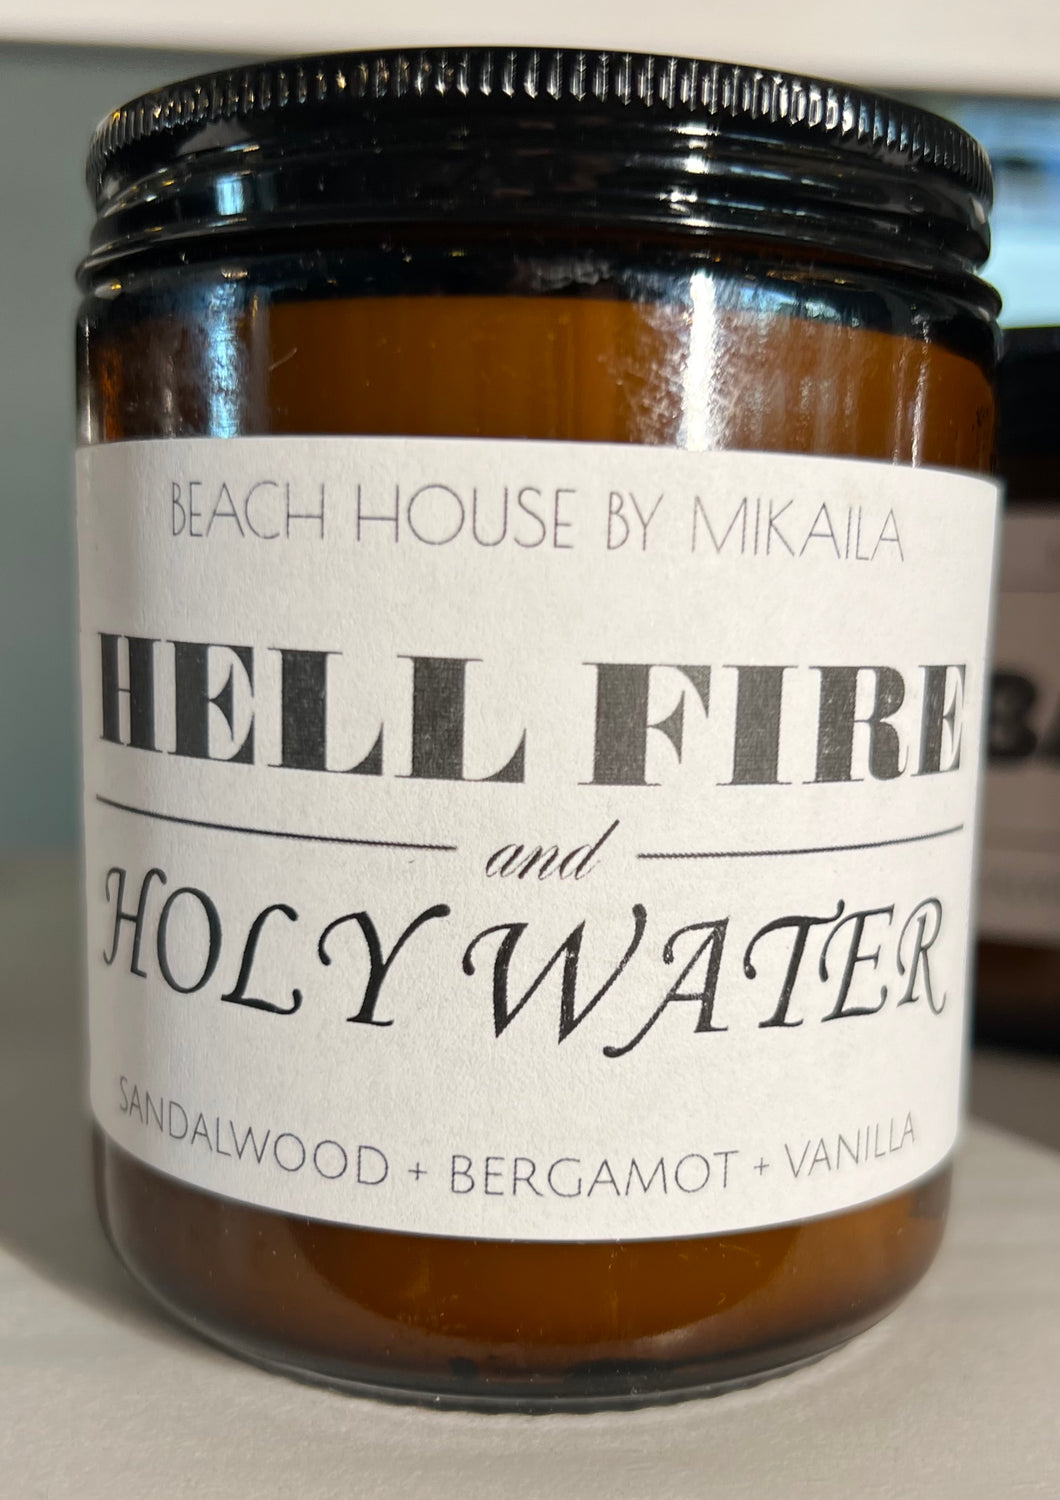 BEACH HOUSE BY MIKAILA
HELL FIRE
and
HOLY WATER
SANDALWOOD + BERGAMOT + VANILLA